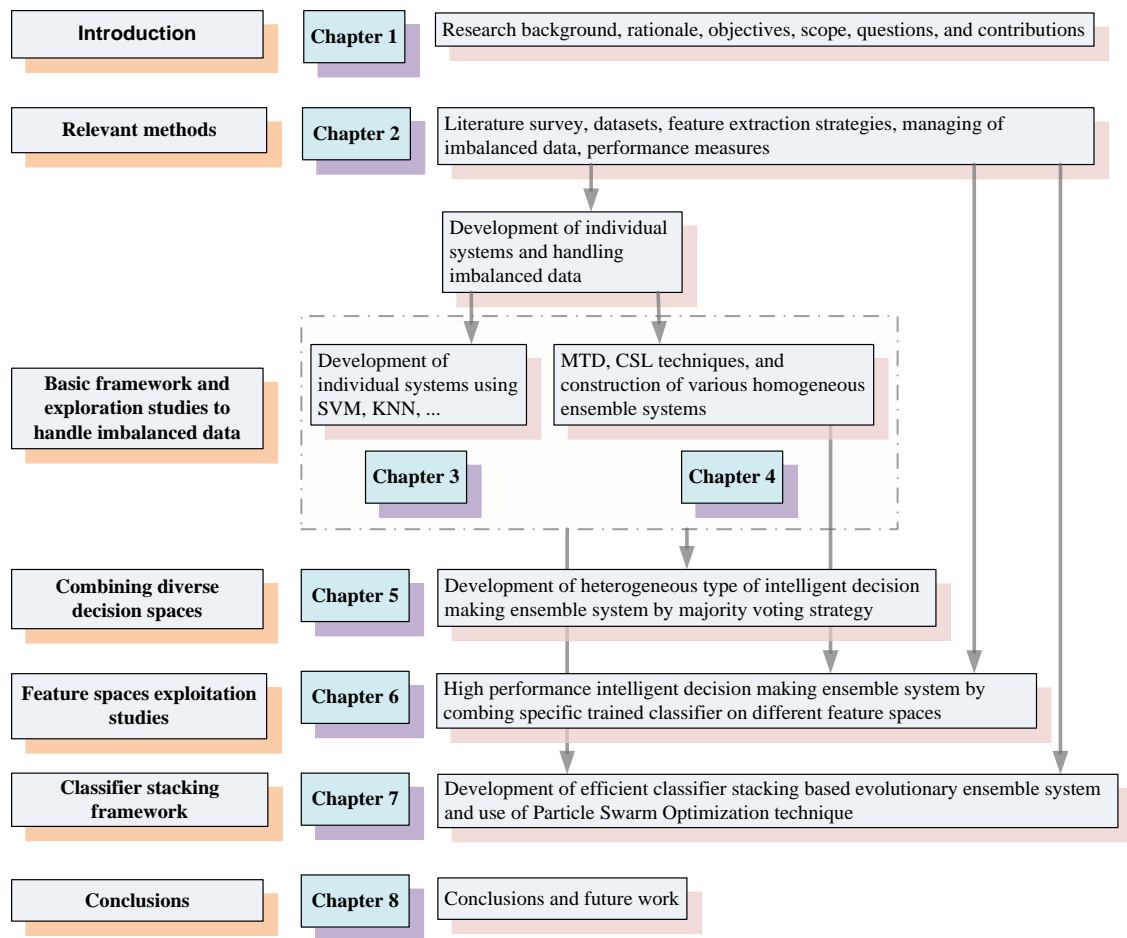 Introduction
Chapter 1
Research background, rationale, objectives, scope, questions, and contributions
Relevant methods
Chapter 2
Literature survey, datasets, feature extraction strategies, managing of
imbalanced data, performance measures
Development of individual
systems and handling
imbalanced data
Basic framework and
exploration studies to
handle imbalanced data
Development of
individual systems using
SVM, KNN, ...
MTD, CSL techniques, and
construction of various homogeneous
ensemble systems
Chapter 3
Chapter 4
Combining diverse
decision spaces
Chapter 5
Development of heterogeneous type of intelligent decision
making ensemble system by majority voting strategy
Feature spaces exploitation
studies
Chapter 6
High performance intelligent decision making ensemble system by
combing specific trained classifier on different feature spaces
Classifier stacking
framework
Chapter 7
Development of efficient classifier stacking based evolutionary ensemble system
and use of Particle Swarm Optimization technique
Conclusions
Chapter 8
Conclusions and future work